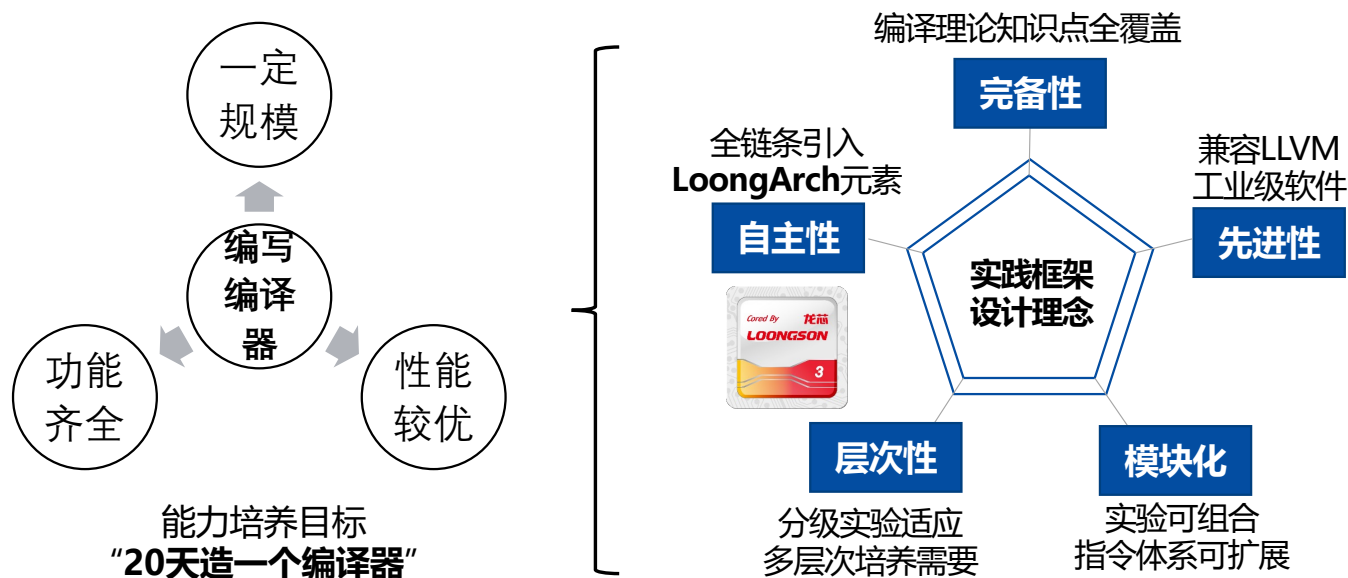 一定
规模
编写
编译
器
功能
齐全
性能
较优
能力培养目标
“20天造一个编译器”
编译理论知识点全覆盖
完备性
全链条引入
LoongArch元素
自主性
Cored By 龙芯
LOONGSON
3
兼容LLVM
工业级软件
先进性
实践框架
设计理念
层次性
分级实验适应
多层次培养需要
模块化
实验可组合
指令体系可扩展